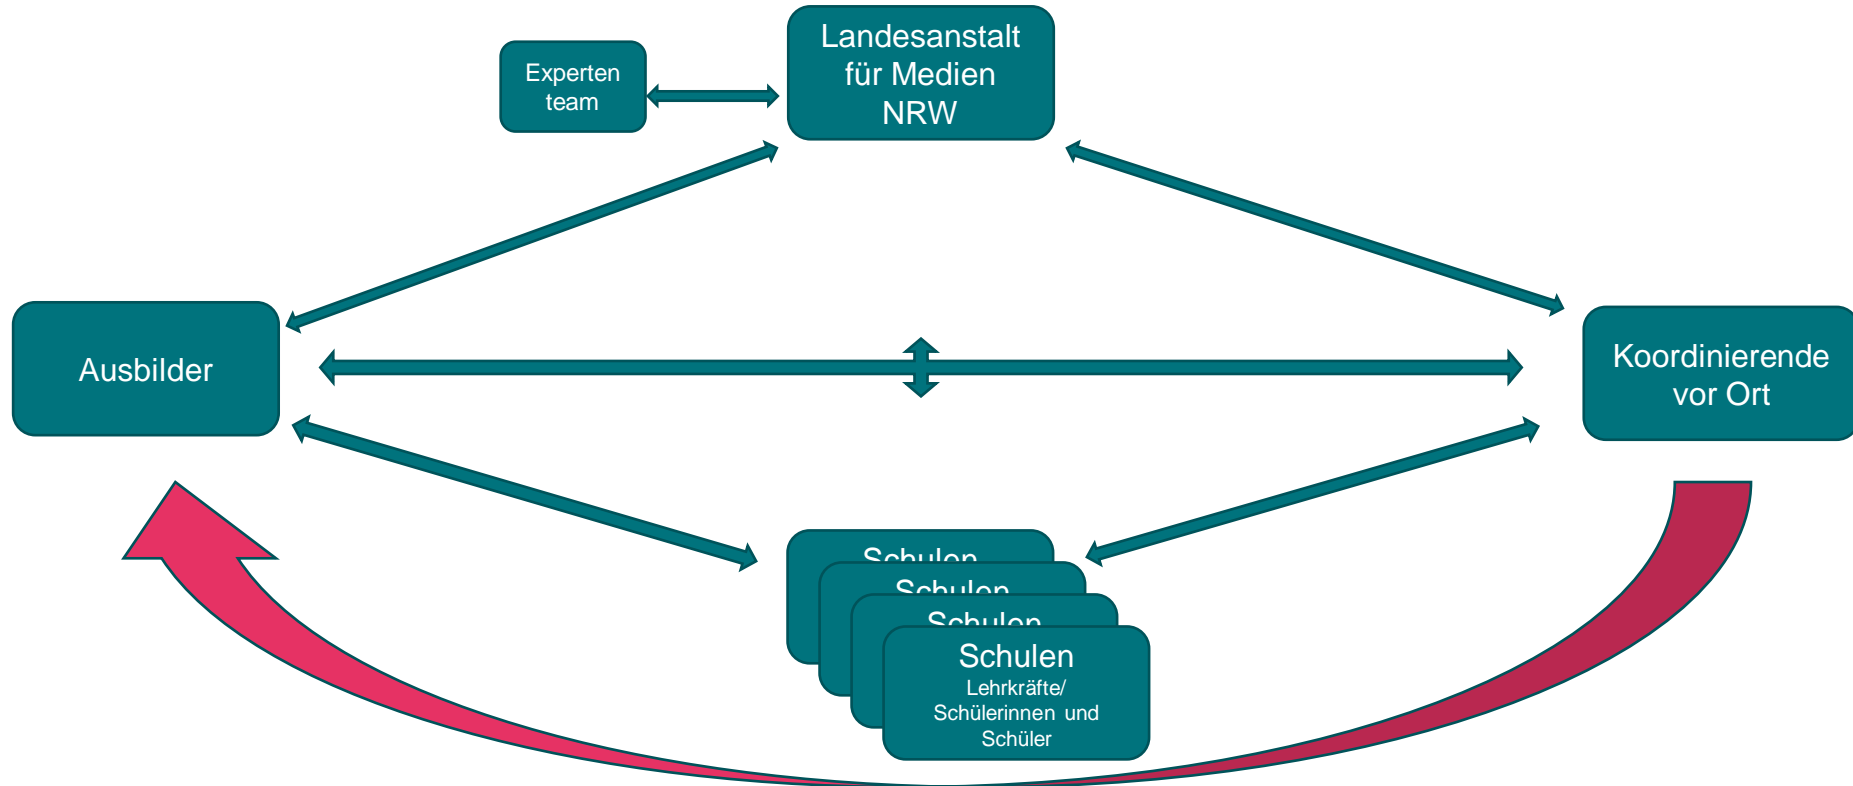 Landesanstalt
für Medien
NRW
Experten
team
Ausbilder
Koordinierende
vor Ort
Schulen
Schulen
Schulen
Schulen
Lehrkräfte/
Schülerinnen und
Schüler